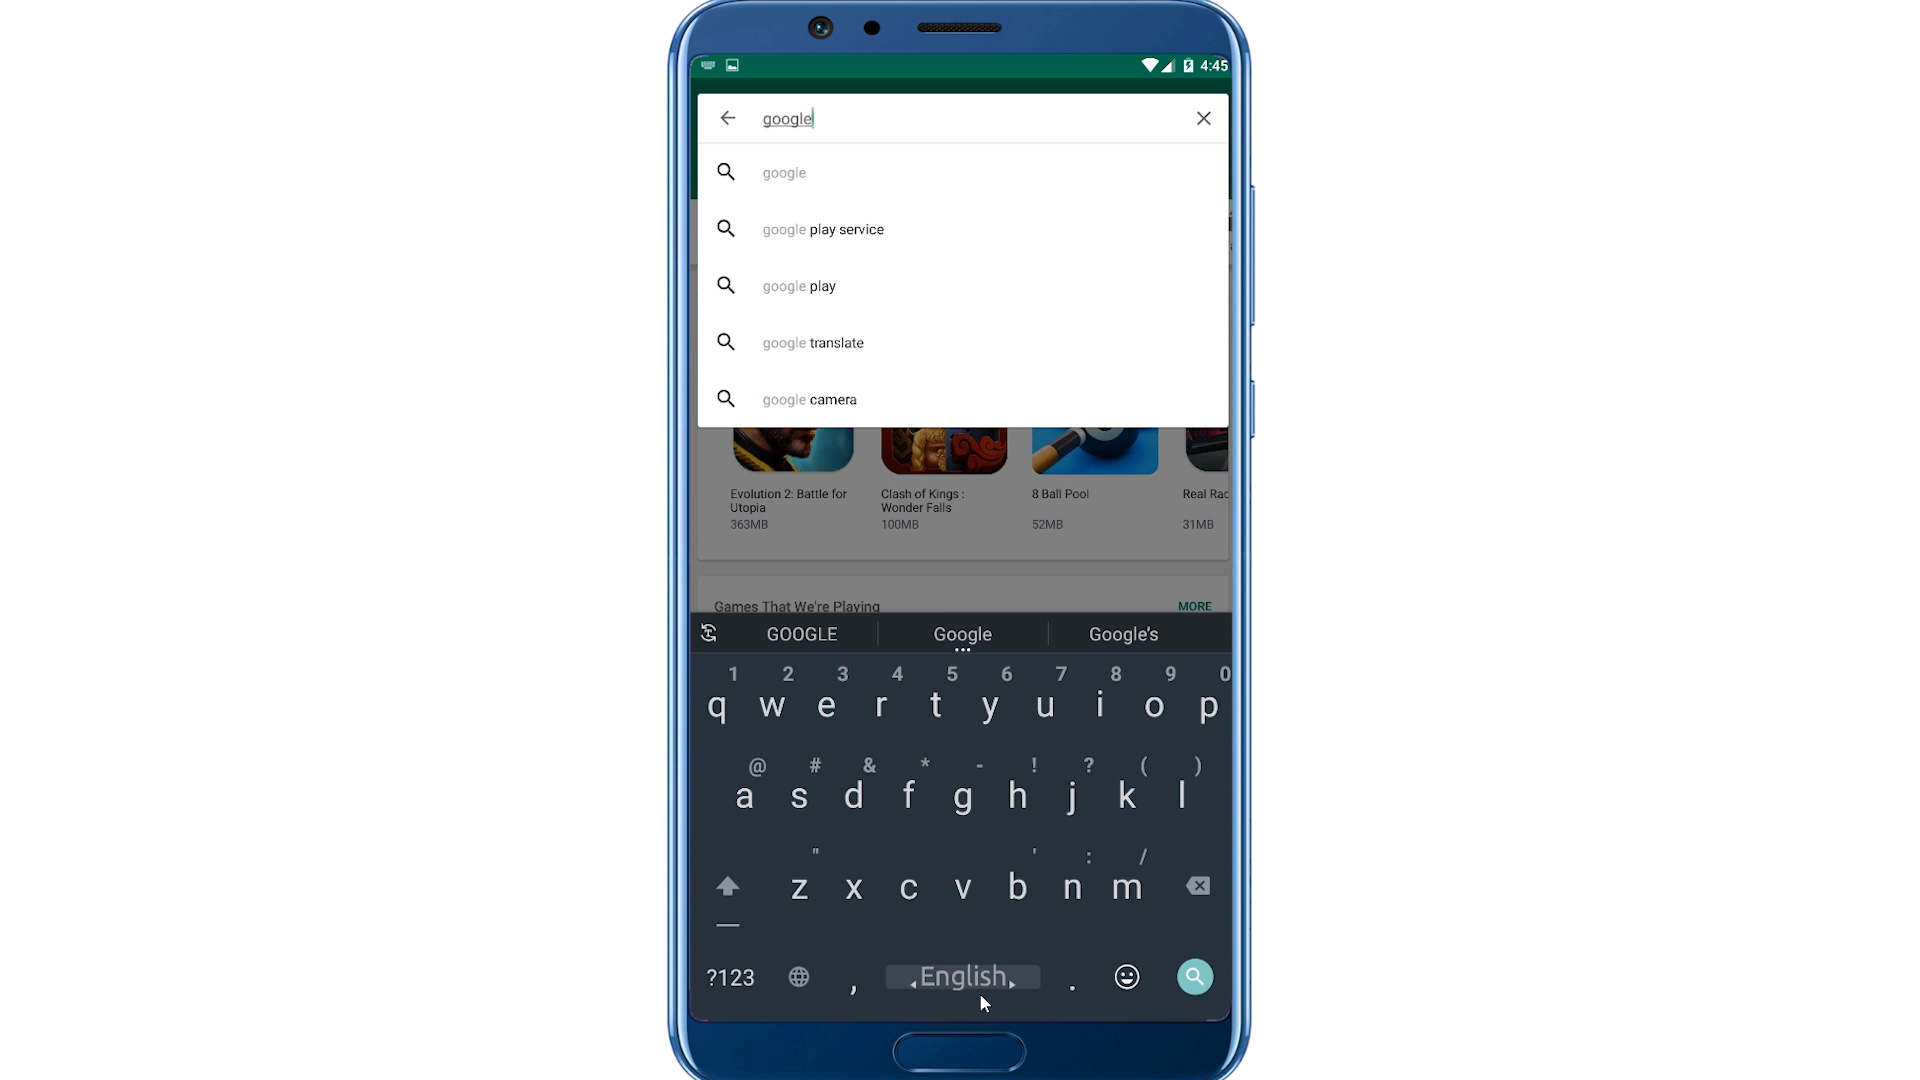 4:45
google
google
google play service
google play
google translate
google camera
Evolution 2: Battle for
Utopia
363MB
Clash of Kings :
Wonder Falls
100MB
8 Ball Pool
52MB
Real Rac
31MB
Games That We're Playing
MORE
GOOGLE Google Google's
1 2 3 4 5 6 7 8 9 0
q w e r t y u i o p
@ # & * - ! ? ( )
a s d f g h j k l
" ' : /
z x c v b n m
?123 , English .